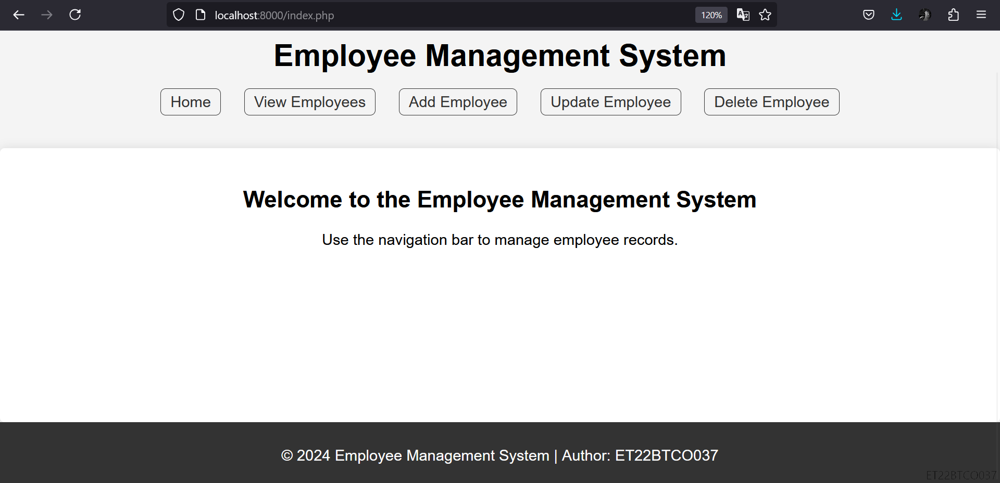 localhost:8000/index.php
120%
Employee Management System
Home
View Employees
Add Employee
Update Employee
Delete Employee
Welcome to the Employee Management System
Use the navigation bar to manage employee records.
© 2024 Employee Management System | Author: ET22BTCO037
ET22BTCO037